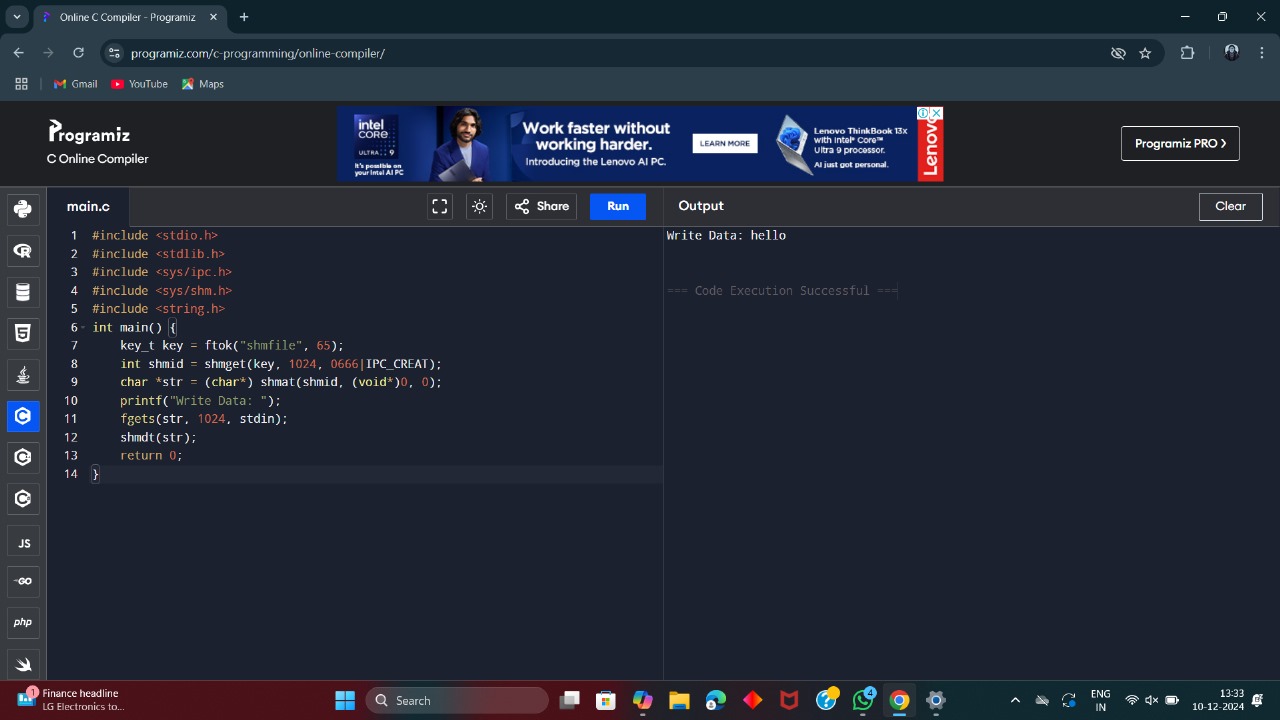 Online C Compiler - Programiz
programiz.com/c-programming/online-compiler/
Gmail
YouTube
Maps
Programiz
C Online Compiler
intel
CORE
ULTRA 9
It's possible on
your Intel AI PC
Work faster without
working harder.
Introducing the Lenovo AI PC.
LEARN MORE
Lenovo ThinkBook 13x
with Intel® Core™
Ultra 9 processor.
AI just got personal.
Lenovo
Programiz PRO >
main.c
Share
Run
Output
Clear
1 #include <stdio.h>
2 #include <stdlib.h>
3 #include <sys/ipc.h>
4 #include <sys/shm.h>
5 #include <string.h>
6 int main() {
7 key_t key = ftok("shmfile", 65);
8 int shmid = shmget(key, 1024, 0666|IPC_CREAT);
9 char *str = (char*) shmat(shmid, (void*)0, 0);
10 printf("Write Data: ");
11 fgets(str, 1024, stdin);
12 shmdt(str);
13 return 0;
14 }
Write Data: hello
=== Code Execution Successful ===
JS
GO
php
1
Finance headline
LG Electronics to...
Search
4
ENG
IN
13:33
10-12-2024